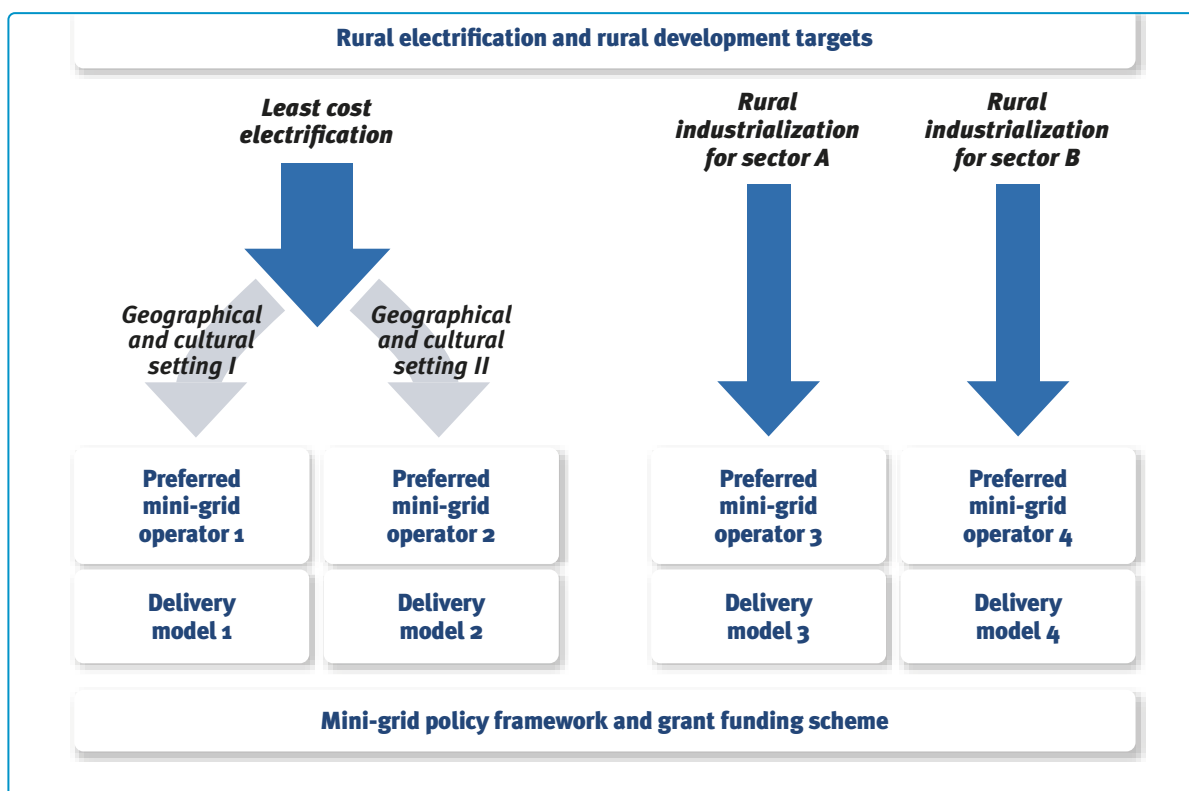 Rural electrification and rural development targets
Least cost
electrification
Rural
industrialization
for sector A
Rural
industrialization
for sector B
Geographical
and cultural
setting I
Geographical
and cultural
setting II
Preferred
mini-grid
operator 1
Preferred
mini-grid
operator 2
Preferred
mini-grid
operator 3
Preferred
mini-grid
operator 4
Delivery
model 1
Delivery
model 2
Delivery
model 3
Delivery
model 4
Mini-grid policy framework and grant funding scheme